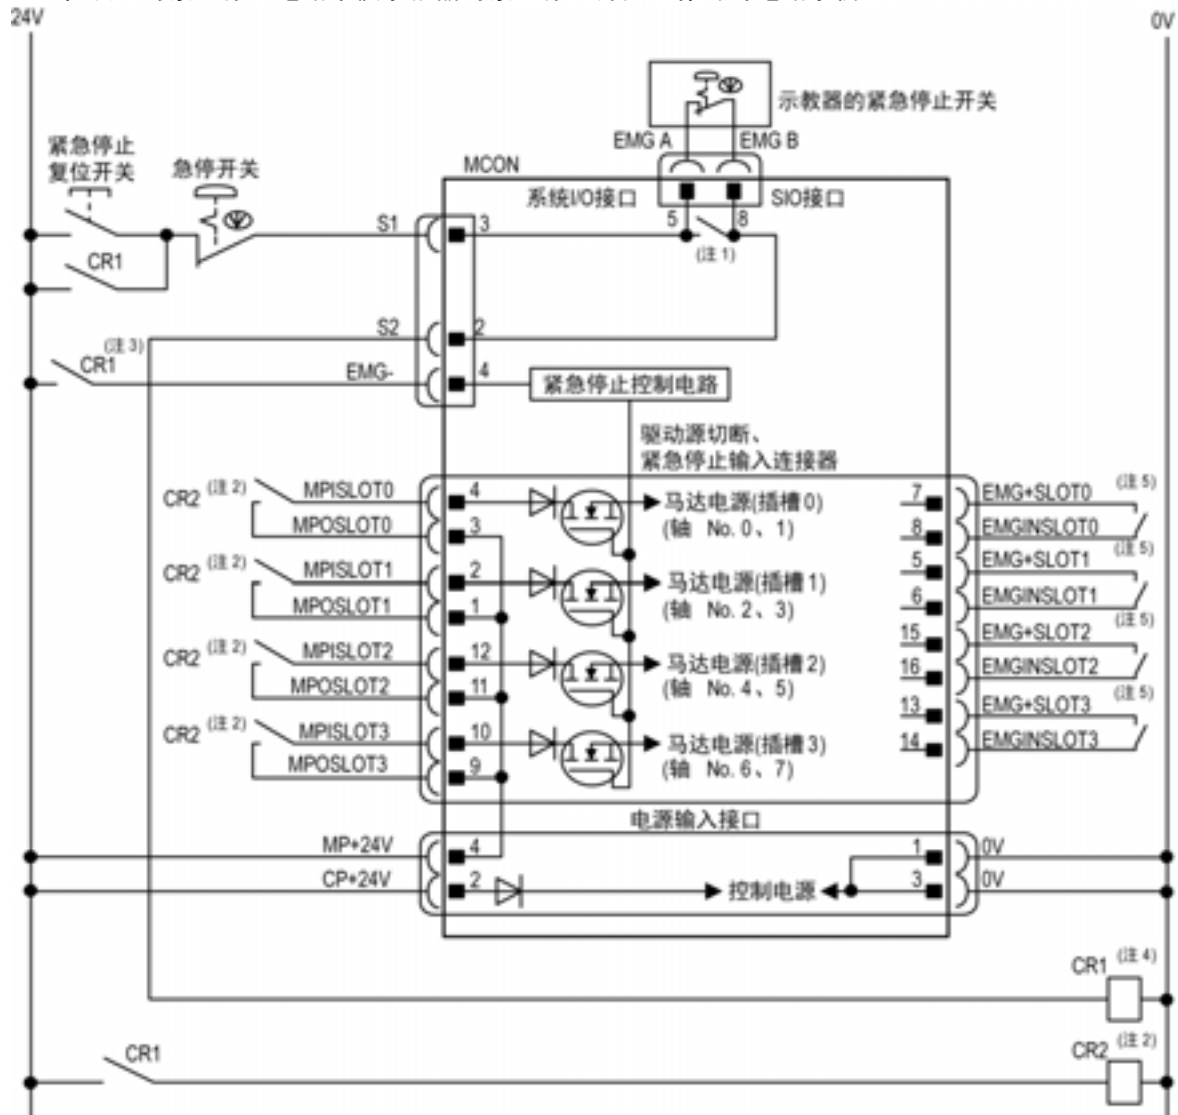 24V
0V
示教器的紧急停止开关
EMG A
EMG B
紧急停止
复位开关
急停开关
MCON
系统I/O接口
SIO接口
S1
3
5
8
(注 1)
CR1
S2
2
(注 3)
CR1
EMG-
4
紧急停止控制电路
驱动源切断、
紧急停止输入连接器
CR2 (注 2)
MPISLOT0
4
马达电源(插槽 0)
(轴 No. 0、1)
7
EMG+SLOT0
(注 5)
MPOSLOT0
3
8
EMGINSLOT0
CR2 (注 2)
MPISLOT1
2
马达电源(插槽 1)
(轴 No. 2、3)
5
EMG+SLOT1
(注 5)
MPOSLOT1
1
6
EMGINSLOT1
CR2 (注 2)
MPISLOT2
12
马达电源(插槽 2)
(轴 No. 4、5)
15
EMG+SLOT2
(注 5)
MPOSLOT2
11
16
EMGINSLOT2
CR2 (注 2)
MPISLOT3
10
马达电源(插槽 3)
(轴 No. 6、7)
13
EMG+SLOT3
(注 5)
MPOSLOT3
9
14
EMGINSLOT3
电源输入接口
MP+24V
4
1
0V
CP+24V
2
控制电源
3
0V
CR1 (注 4)
CR1
CR2 (注 2)